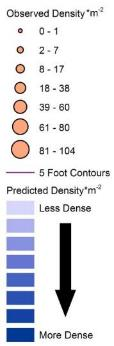 Observed Density*m-2
0 - 1
2 - 7
8 - 17
18 - 38
39 - 60
61 - 80
81 - 104
5 Foot Contours
Predicted Density*m-2
Less Dense
More Dense